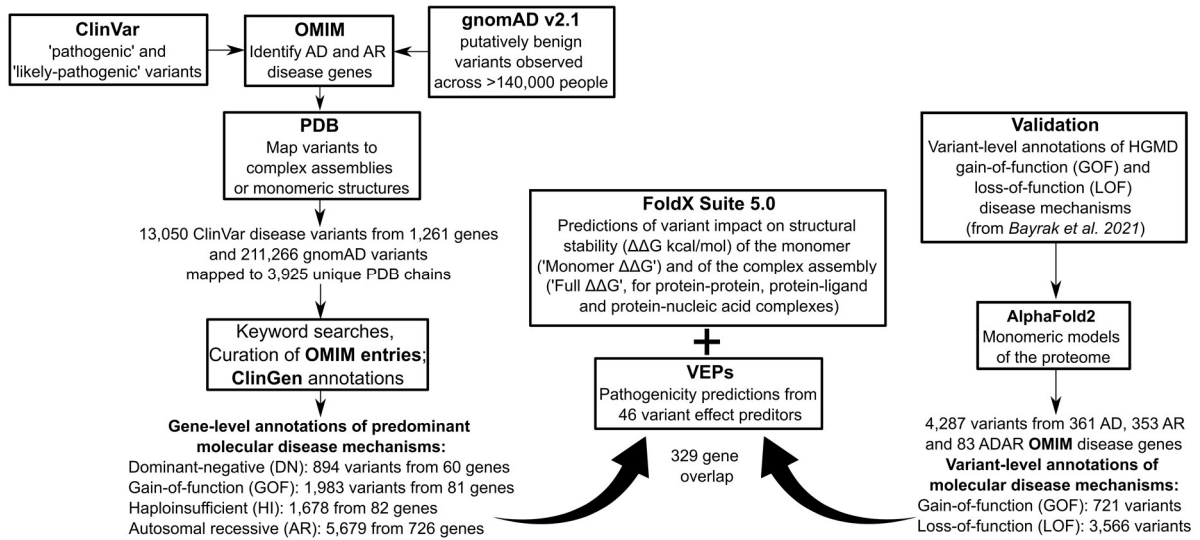 ClinVar
'pathogenic' and
'likely-pathogenic' variants
OMIM
Identify AD and AR
disease genes
gnomAD v2.1
putatively benign
variants observed
across >140,000 people
PDB
Map variants to
complex assemblies
or monomeric structures
13,050 ClinVar disease variants from 1,261 genes
and 211,266 gnomAD variants
mapped to 3,925 unique PDB chains
Keyword searches,
Curation of OMIM entries;
ClinGen annotations
Gene-level annotations of predominant
molecular disease mechanisms:
Dominant-negative (DN): 894 variants from 60 genes
Gain-of-function (GOF): 1,983 variants from 81 genes
Haploinsufficient (HI): 1,678 from 82 genes
Autosomal recessive (AR): 5,679 from 726 genes
FoldX Suite 5.0
Predictions of variant impact on structural
stability (ΔΔG kcal/mol) of the monomer
('Monomer ΔΔG') and of the complex assembly
('Full ΔΔG', for protein-protein, protein-ligand
and protein-nucleic acid complexes)
+
VEPs
Pathogenicity predictions from
46 variant effect preditors
329 gene
overlap
Validation
Variant-level annotations of HGMD
gain-of-function (GOF) and
loss-of-function (LOF)
disease mechanisms
(from Bayrak et al. 2021)
AlphaFold2
Monomeric models
of the proteome
4,287 variants from 361 AD, 353 AR
and 83 ADAR OMIM disease genes
Variant-level annotations of
molecular disease mechanisms:
Gain-of-function (GOF): 721 variants
Loss-of-function (LOF): 3,566 variants